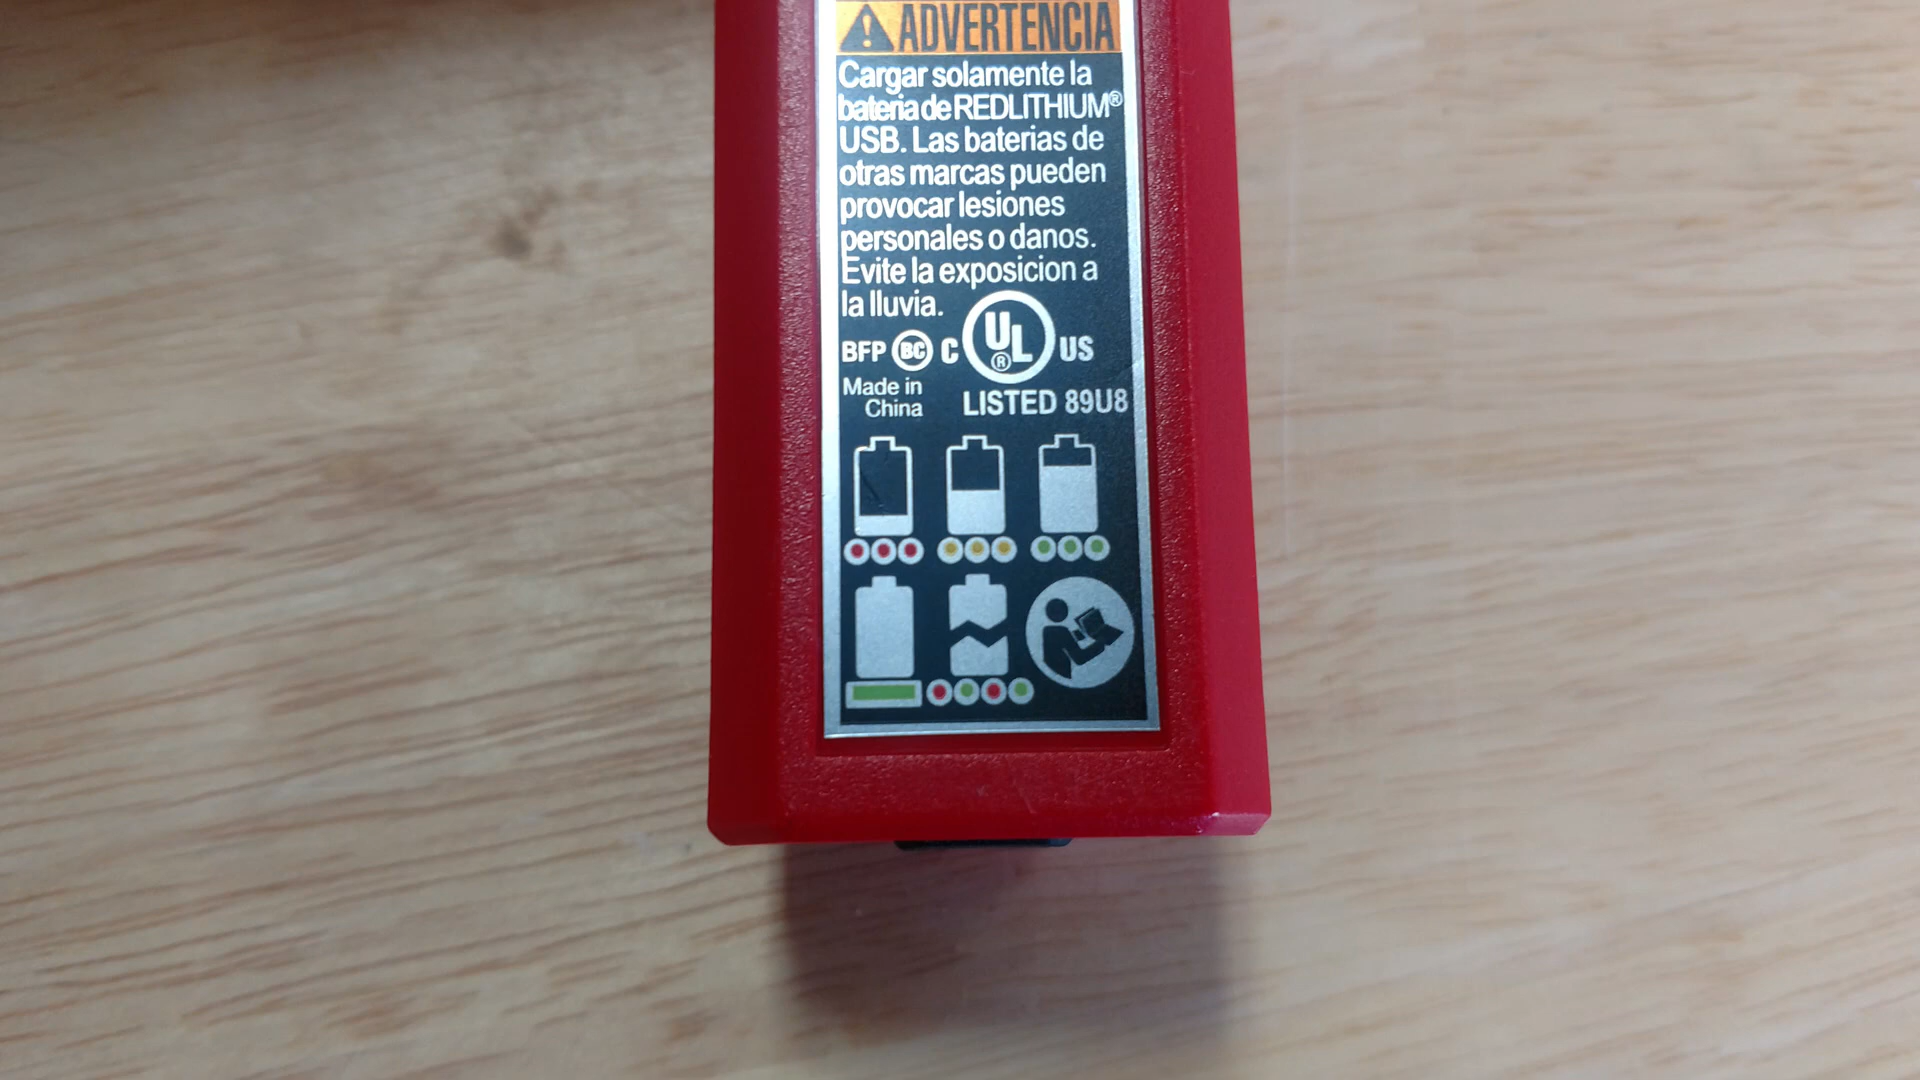 ADVERTENCIA
Cargar solamente la
bateria de REDLITHIUM®
USB. Las baterias de
otras marcas pueden
provocar lesiones
personales o danos.
Evite la exposicion a
la lluvia.
BFP BC C UL® US
Made in
China
LISTED 89U8